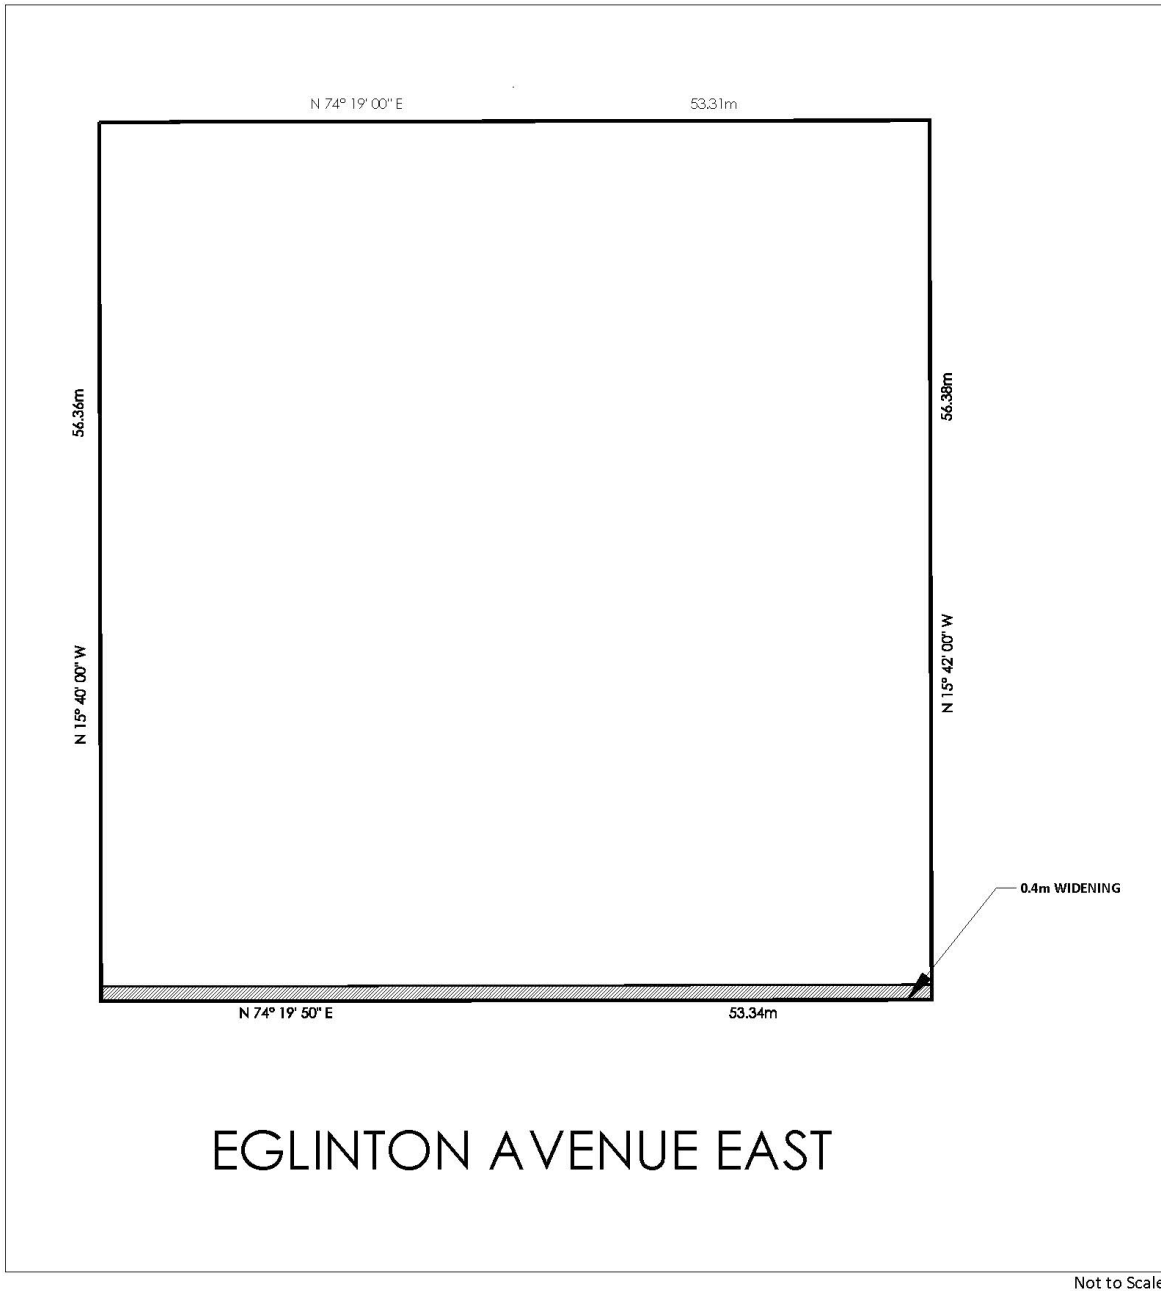 N 74° 19' 00" E 53.31m
56.36m
56.38m
N 15° 40' 00" W
N 15° 42' 00" W
0.4m WIDENING
N 74° 19' 50" E 53.34m
EGLINTON AVENUE EAST
Not to Scale